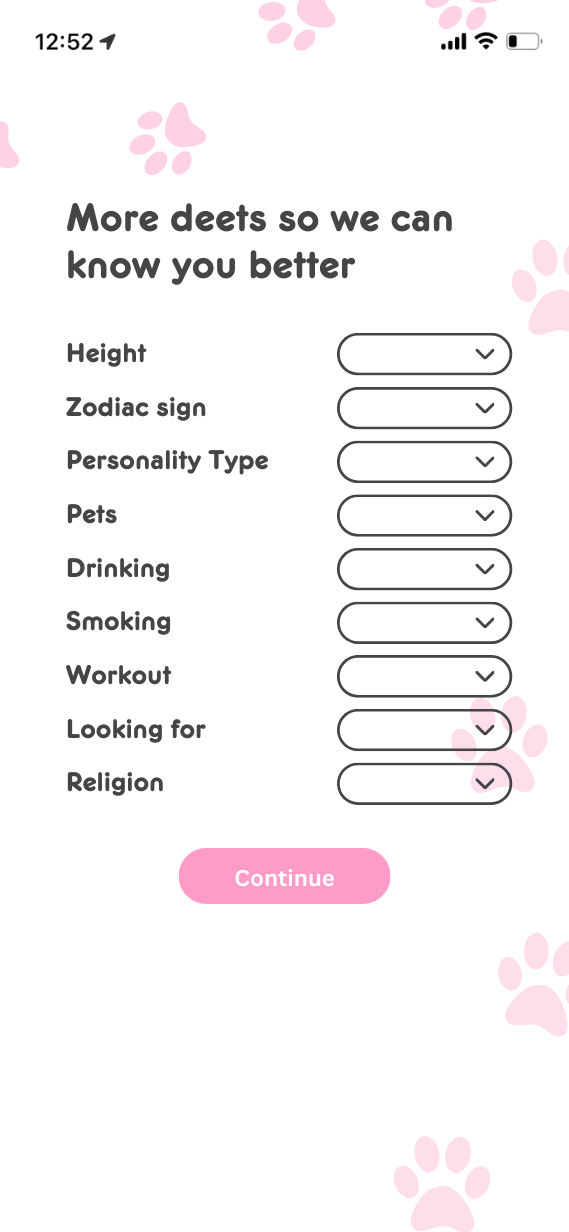 12:52
More deets so we can
know you better
Height
Zodiac sign
Personality Type
Pets
Drinking
Smoking
Workout
Looking for
Religion
Continue